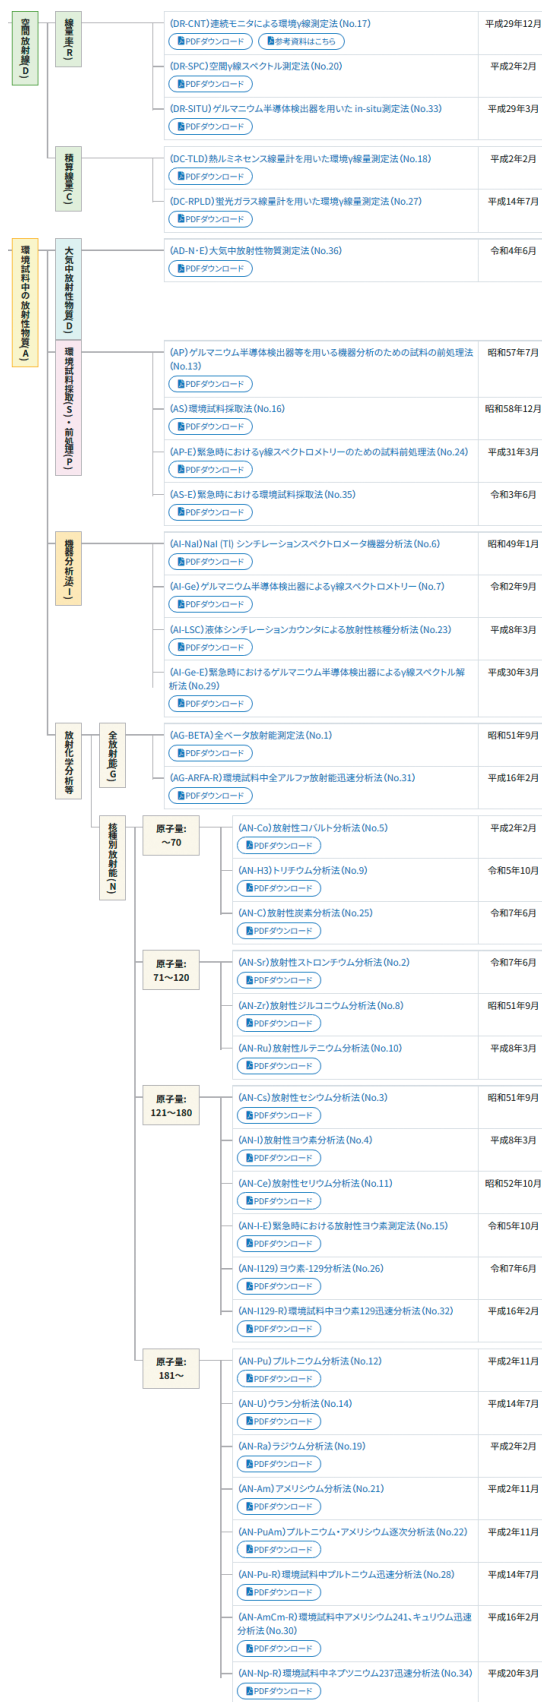 空間放射線(D)
線量率(R)
(DR-CNT)連続モニタによる環境γ線測定法(No.17)
平成29年12月
PDFダウンロード
参考資料はこちら
(DR-SPC)空間γ線スペクトル測定法(No.20)
平成2年2月
PDFダウンロード
(DR-SITU)ゲルマニウム半導体検出器を用いた in-situ測定法(No.33)
平成29年3月
PDFダウンロード
積算線量(C)
(DC-TLD)熱ルミネセンス線量計を用いた環境γ線量測定法(No.18)
平成2年2月
PDFダウンロード
(DC-RPLD)蛍光ガラス線量計を用いた環境γ線量測定法(No.27)
平成14年7月
PDFダウンロード
環境試料中の放射性物質(A)
大気中放射性物質(D)
(AD-N・E)大気中放射性物質測定法(No.36)
令和4年6月
PDFダウンロード
環境試料採取(S)・前処理(P)
(AP)ゲルマニウム半導体検出器等を用いる機器分析のための試料の前処理法
(No.13)
昭和57年7月
PDFダウンロード
(AS)環境試料採取法(No.16)
昭和58年12月
PDFダウンロード
(AP-E)緊急時におけるγ線スペクトロメトリーのための試料前処理法(No.24)
平成31年3月
PDFダウンロード
(AS-E)緊急時における環境試料採取法(No.35)
令和3年6月
PDFダウンロード
機器分析法(I)
(AI-NaI)NaI (Tl) シンチレーションスペクトロメータ機器分析法(No.6)
昭和49年1月
PDFダウンロード
(AI-Ge)ゲルマニウム半導体検出器によるγ線スペクトロメトリー(No.7)
令和2年9月
PDFダウンロード
(AI-LSC)液体シンチレーションカウンタによる放射性核種分析法(No.23)
平成8年3月
PDFダウンロード
(AI-Ge-E)緊急時におけるゲルマニウム半導体検出器によるγ線スペクトル解
析法(No.29)
平成30年3月
PDFダウンロード
放射化学分析等
全放射能(G)
(AG-BETA)全ベータ放射能測定法(No.1)
昭和51年9月
PDFダウンロード
(AG-ARFA-R)環境試料中全アルファ放射能迅速分析法(No.31)
平成16年2月
PDFダウンロード
核種別放射能(N)
原子量:
〜70
(AN-Co)放射性コバルト分析法(No.5)
平成2年2月
PDFダウンロード
(AN-H3)トリチウム分析法(No.9)
令和5年10月
PDFダウンロード
(AN-C)放射性炭素分析法(No.25)
令和7年6月
PDFダウンロード
原子量:
71〜120
(AN-Sr)放射性ストロンチウム分析法(No.2)
令和7年6月
PDFダウンロード
(AN-Zr)放射性ジルコニウム分析法(No.8)
昭和51年9月
PDFダウンロード
(AN-Ru)放射性ルテニウム分析法(No.10)
平成8年3月
PDFダウンロード
原子量:
121〜180
(AN-Cs)放射性セシウム分析法(No.3)
昭和51年9月
PDFダウンロード
(AN-I)放射性ヨウ素分析法(No.4)
平成8年3月
PDFダウンロード
(AN-Ce)放射性セリウム分析法(No.11)
昭和52年10月
PDFダウンロード
(AN-I-E)緊急時における放射性ヨウ素測定法(No.15)
令和5年10月
PDFダウンロード
(AN-I129)ヨウ素-129分析法(No.26)
令和7年6月
PDFダウンロード
(AN-I129-R)環境試料中ヨウ素129迅速分析法(No.32)
平成16年2月
PDFダウンロード
原子量:
181〜
(AN-Pu)プルトニウム分析法(No.12)
平成2年11月
PDFダウンロード
(AN-U)ウラン分析法(No.14)
平成14年7月
PDFダウンロード
(AN-Ra)ラジウム分析法(No.19)
平成2年2月
PDFダウンロード
(AN-Am)アメリシウム分析法(No.21)
平成2年11月
PDFダウンロード
(AN-PuAm)プルトニウム・アメリシウム逐次分析法(No.22)
平成2年11月
PDFダウンロード
(AN-Pu-R)環境試料中プルトニウム迅速分析法(No.28)
平成14年7月
PDFダウンロード
(AN-AmCm-R)環境試料中アメリシウム241、キュリウム迅速
分析法(No.30)
平成16年2月
PDFダウンロード
(AN-Np-R)環境試料中ネプツニウム237迅速分析法(No.34)
平成20年3月
PDFダウンロード